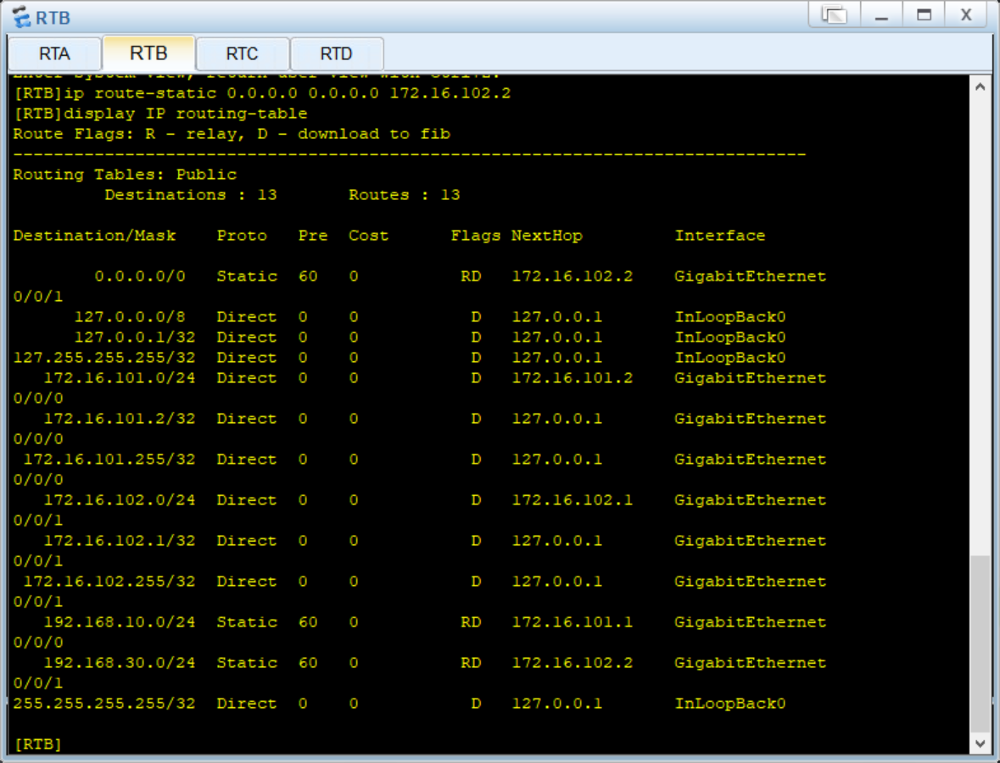 RTB
RTA RTB RTC RTD
Enter system view, return user view with Ctrl+Z.
[RTB]ip route-static 0.0.0.0 0.0.0.0 172.16.102.2
[RTB]display IP routing-table
Route Flags: R - relay, D - download to fib
------------------------------------------------------------------------------
Routing Tables: Public
         Destinations : 13       Routes : 13
Destination/Mask    Proto   Pre  Cost      Flags NextHop         Interface
        0.0.0.0/0   Static  60   0          RD   172.16.102.2    GigabitEthernet
0/0/1
      127.0.0.0/8   Direct  0    0           D   127.0.0.1       InLoopBack0
      127.0.0.1/32  Direct  0    0           D   127.0.0.1       InLoopBack0
127.255.255.255/32  Direct  0    0           D   127.0.0.1       InLoopBack0
   172.16.101.0/24  Direct  0    0           D   172.16.101.2    GigabitEthernet
0/0/0
   172.16.101.2/32  Direct  0    0           D   127.0.0.1       GigabitEthernet
0/0/0
 172.16.101.255/32  Direct  0    0           D   127.0.0.1       GigabitEthernet
0/0/0
   172.16.102.0/24  Direct  0    0           D   172.16.102.1    GigabitEthernet
0/0/1
   172.16.102.1/32  Direct  0    0           D   127.0.0.1       GigabitEthernet
0/0/1
 172.16.102.255/32  Direct  0    0           D   127.0.0.1       GigabitEthernet
0/0/1
   192.168.10.0/24  Static  60   0          RD   172.16.101.1    GigabitEthernet
0/0/0
   192.168.30.0/24  Static  60   0          RD   172.16.102.2    GigabitEthernet
0/0/1
255.255.255.255/32  Direct  0    0           D   127.0.0.1       InLoopBack0
[RTB]